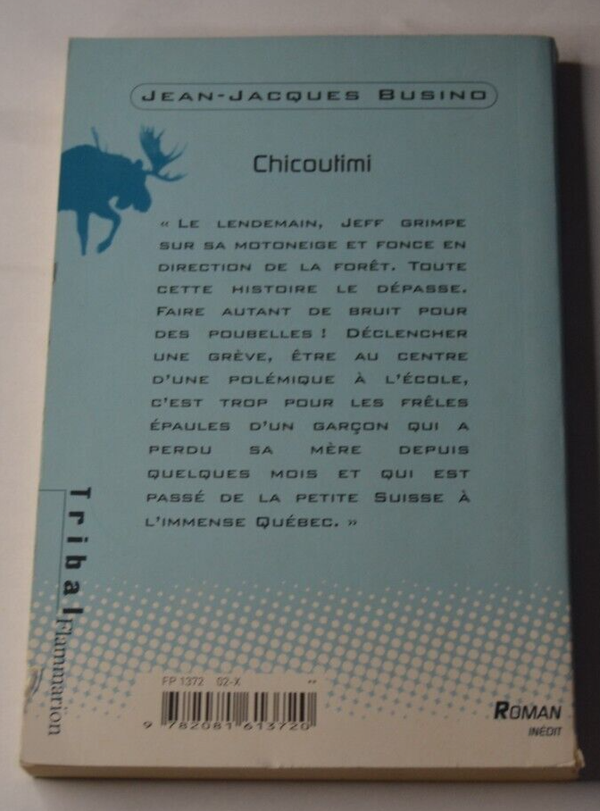 Jean-Jacques Busino
Chicoutimi
« Le lendemain, Jeff grimpe
sur sa motoneige et fonce en
direction de la forêt. Toute
cette histoire le dépasse.
Faire autant de bruit pour
des poubelles ! Déclencher
une grève, être au centre
d'une polémique à l'école,
c'est trop pour les frêles
épaules d'un garçon qui a
perdu sa mère depuis
quelques mois et qui est
passé de la petite Suisse à
l'immense Québec. »
Tribal
Flammarion
FP 1372 02-X **
9 782081 613720
Roman
inédit